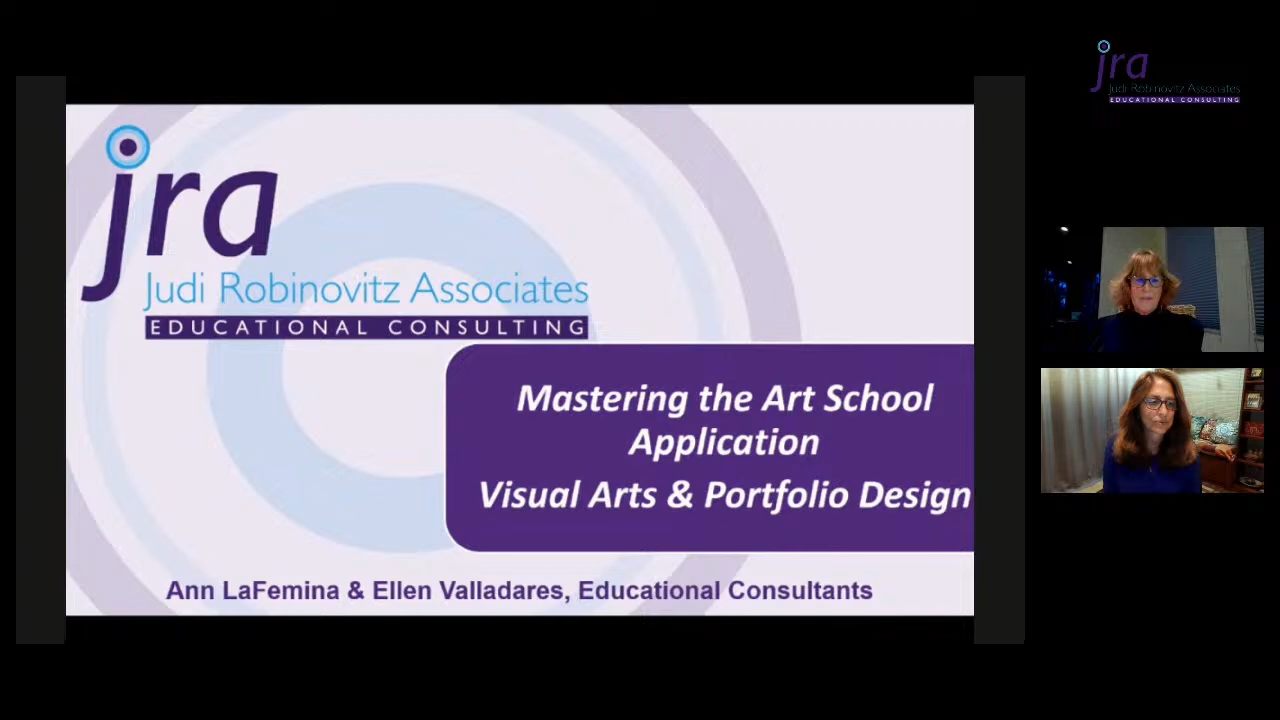 jra
Judi Robinovitz Associates
EDUCATIONAL CONSULTING
Mastering the Art School
Application
Visual Arts & Portfolio Design
Ann LaFemina & Ellen Valladares, Educational Consultants
jra
Judi Robinovitz Associates
EDUCATIONAL CONSULTING